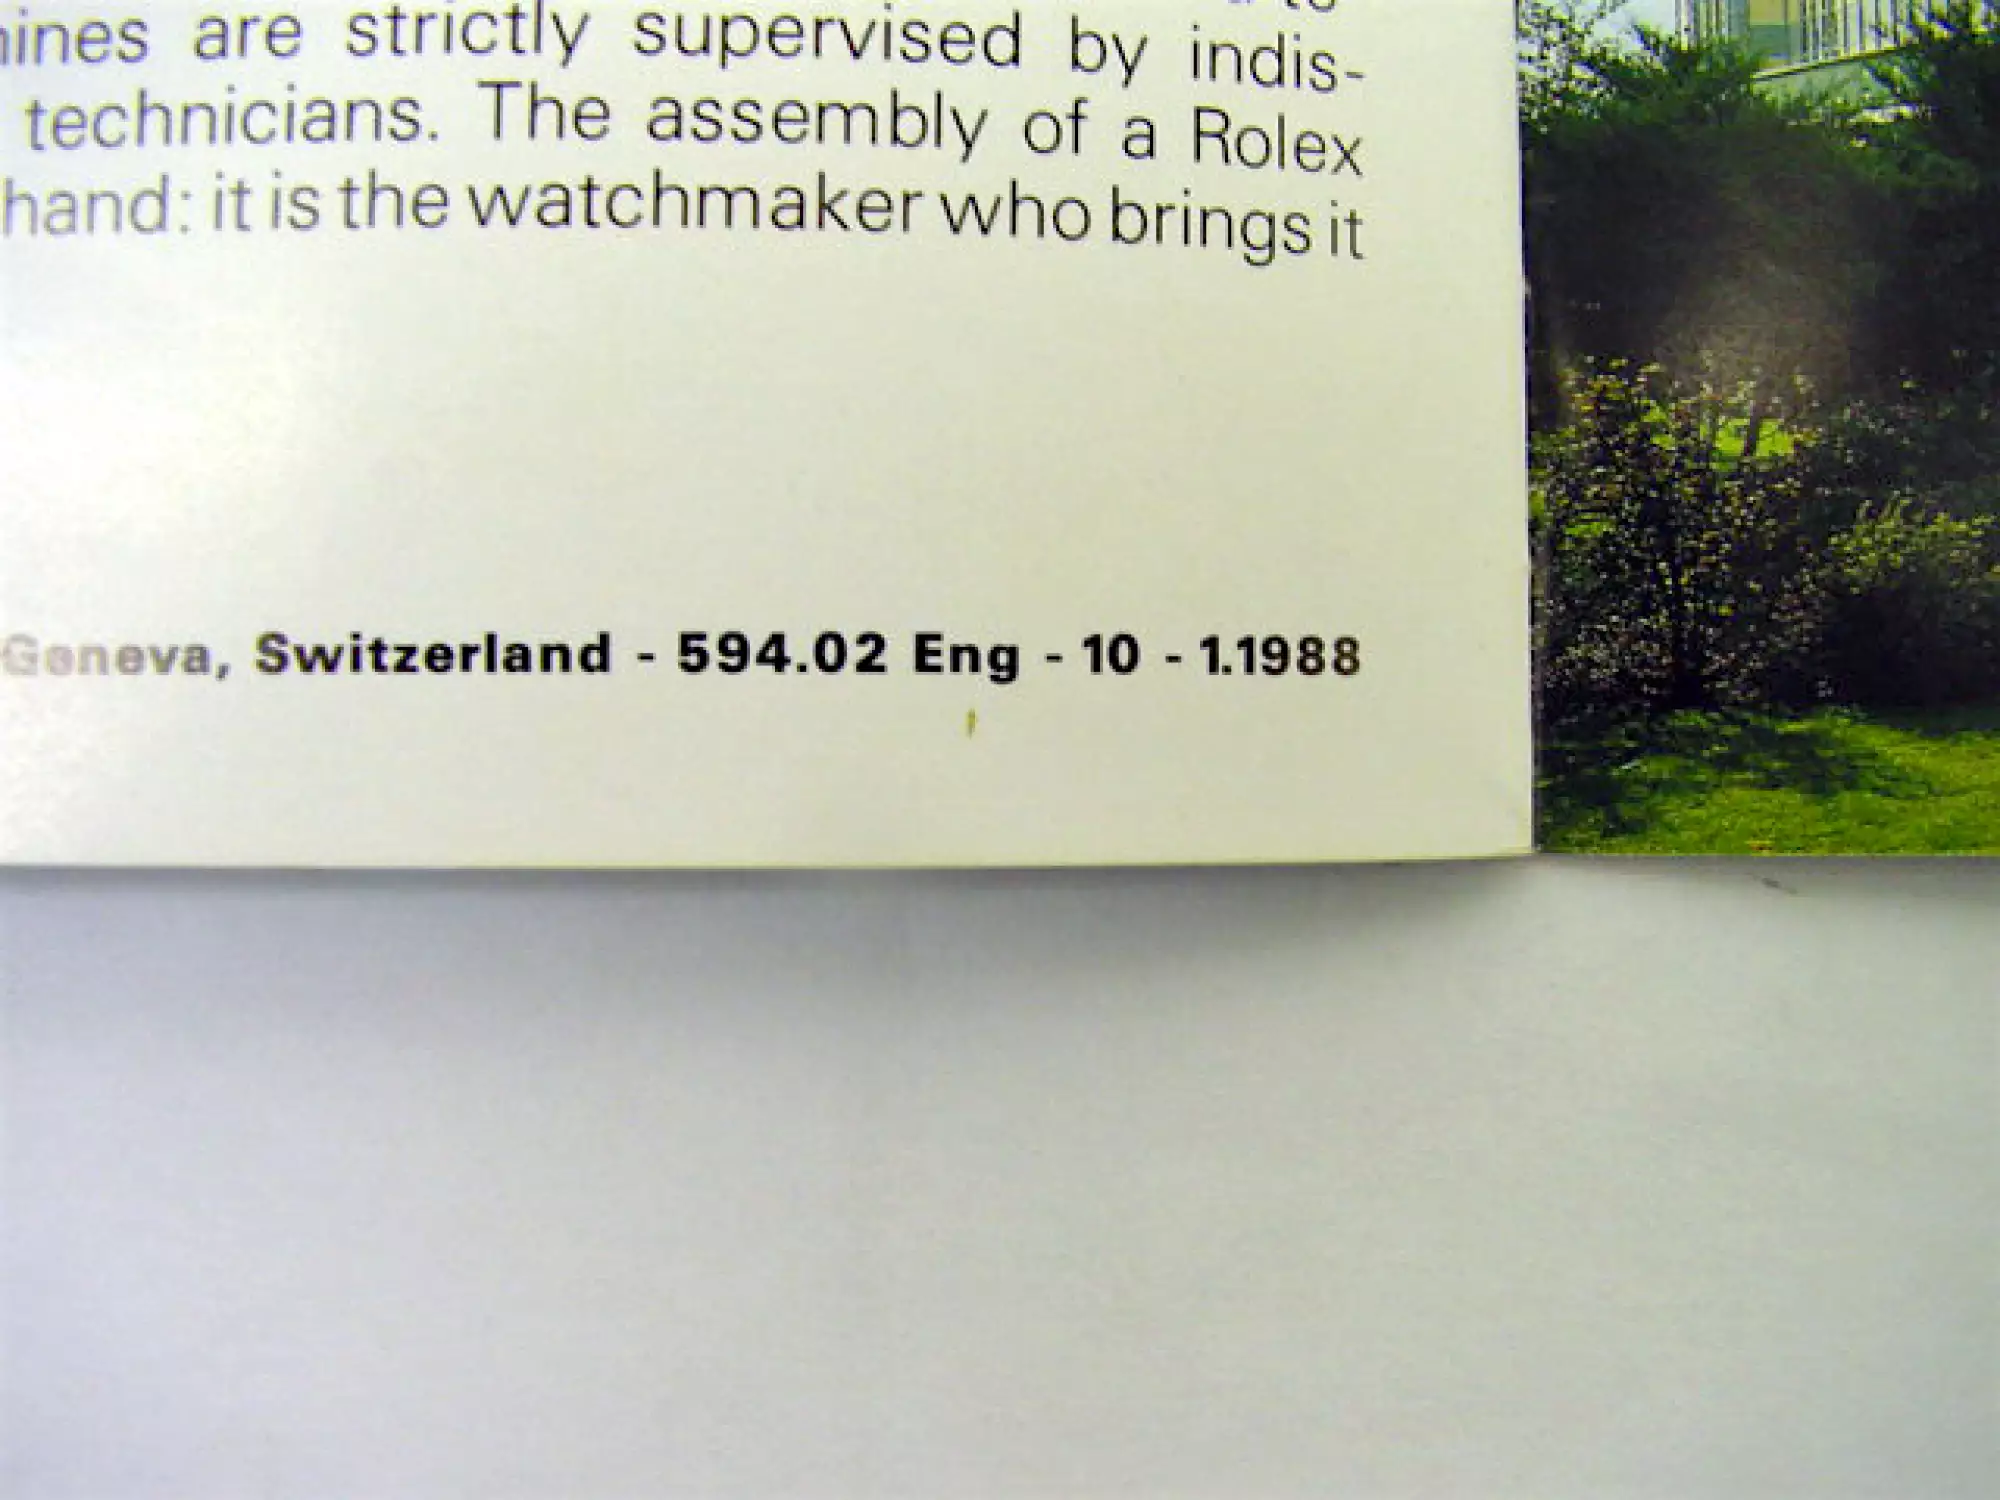 are strictly supervised by indis-
technicians. The assembly of a Rolex
hand: it is the watchmaker who brings it
Geneva, Switzerland - 594.02 Eng - 10 - 1.1988